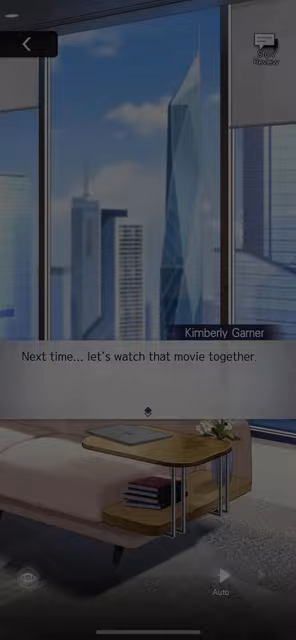 Story
Review
Kimberly Garner
Next time... let's watch that movie together.
Auto